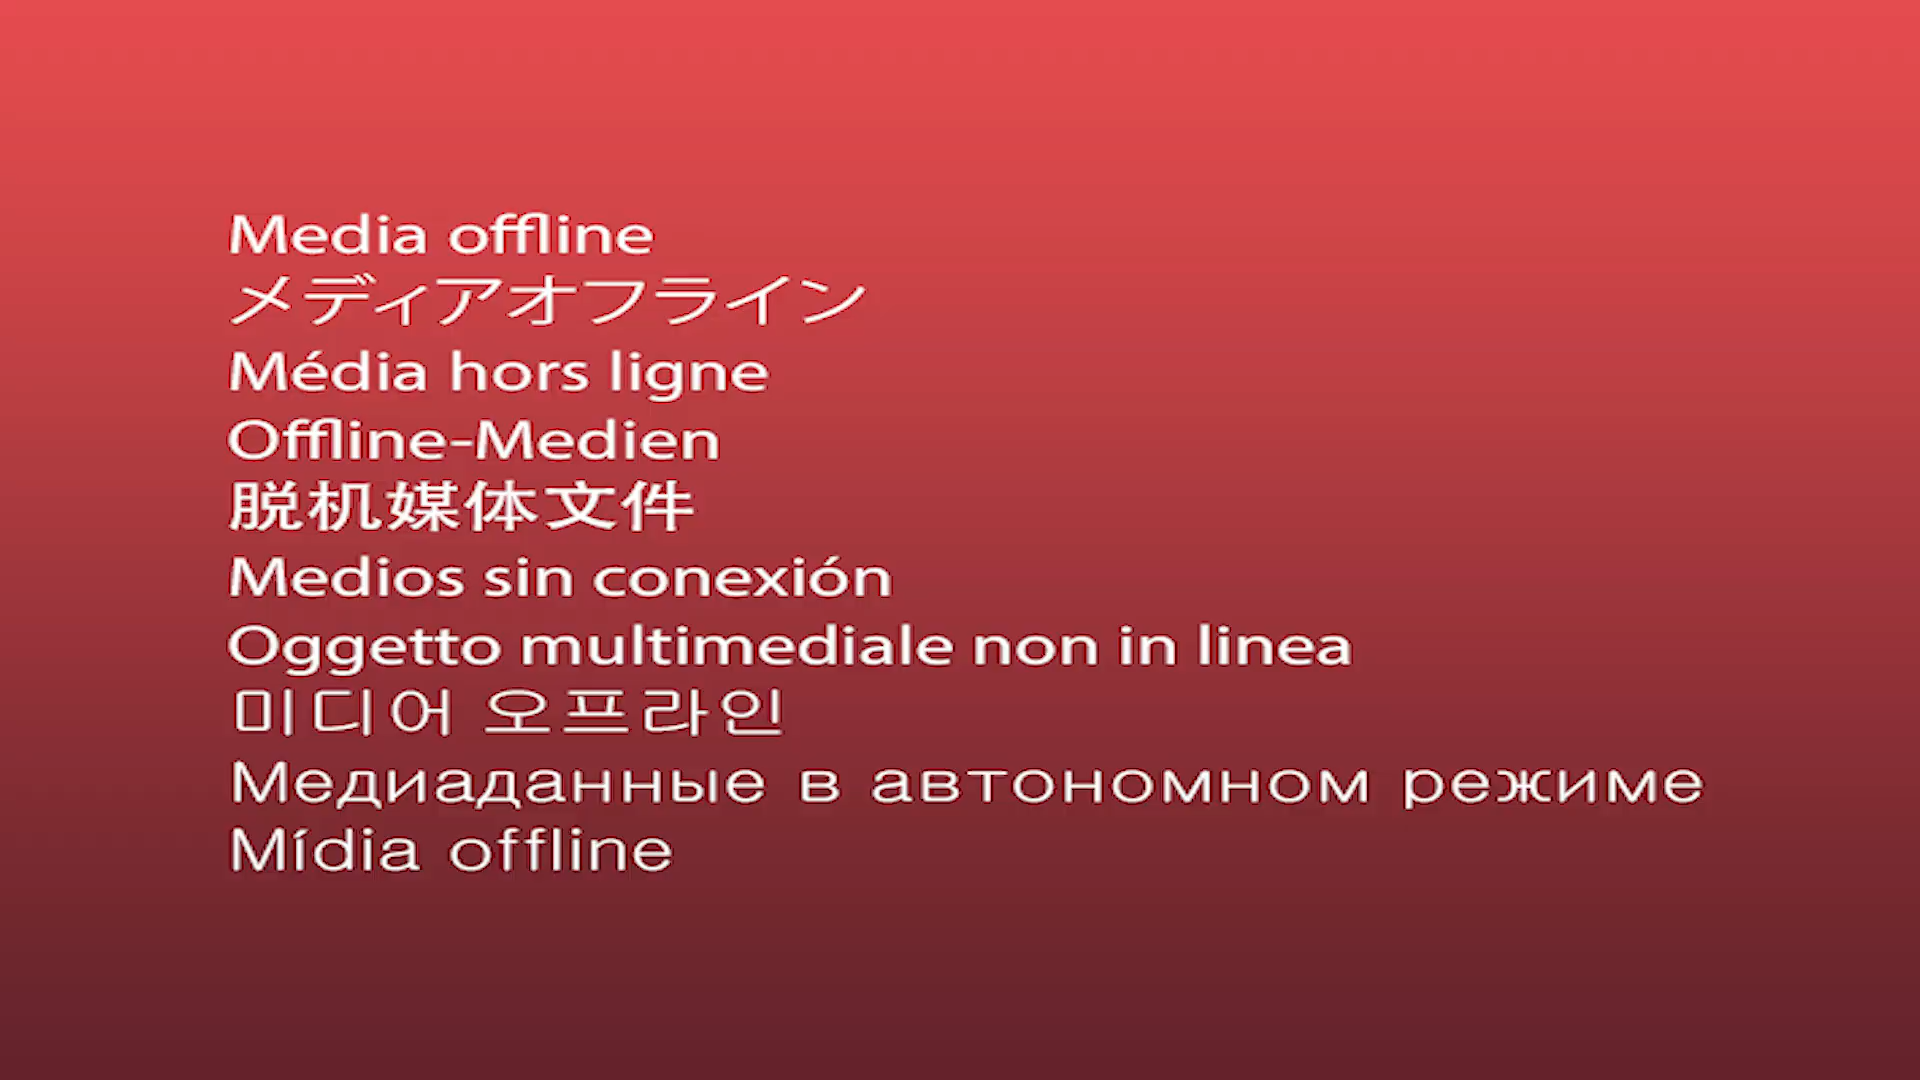 Media offline
メディアオフライン
Média hors ligne
Offline-Medien
脱机媒体文件
Medios sin conexión
Oggetto multimediale non in linea
미디어 오프라인
Медиаданные в автономном режиме
Mídia offline